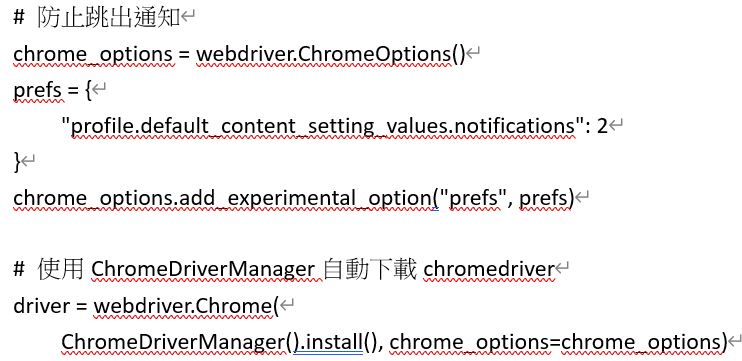 # 防止跳出通知
chrome_options = webdriver.ChromeOptions()
prefs = {
"profile.default_content_setting_values.notifications": 2
}
chrome_options.add_experimental_option("prefs", prefs)
# 使用 ChromeDriverManager 自動下載 chromedriver
driver = webdriver.Chrome(
ChromeDriverManager().install(), chrome_options=chrome_options)